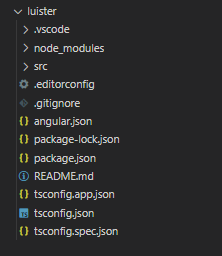 luister
.vscode
node_modules
src
.editorconfig
.gitignore
angular.json
package-lock.json
package.json
README.md
tsconfig.app.json
tsconfig.json
tsconfig.spec.json